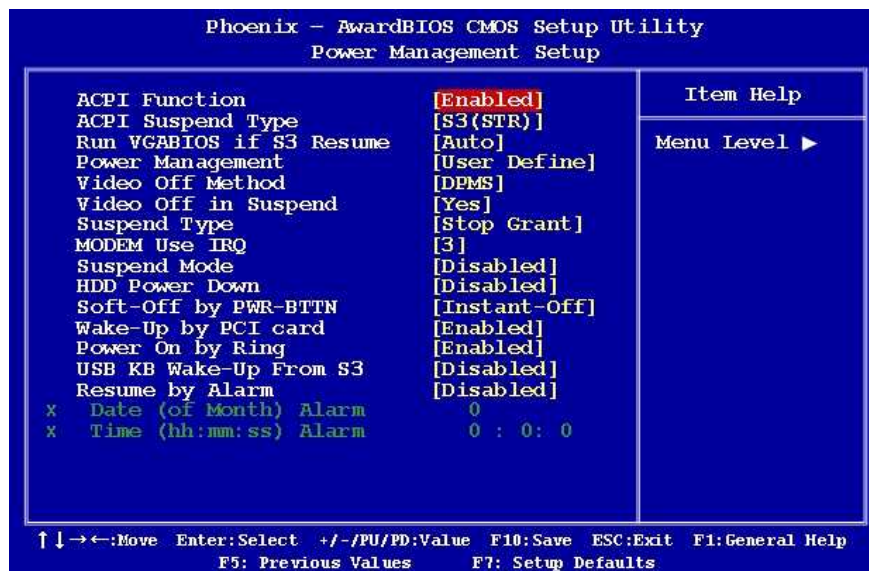 Phoenix – AwardBIOS CMOS Setup Utility
Power Management Setup
ACPI Function [Enabled]
ACPI Suspend Type [S3(STR)]
Run VGABIOS if S3 Resume [Auto]
Power Management [User Define]
Video Off Method [DPMS]
Video Off in Suspend [Yes]
Suspend Type [Stop Grant]
MODEM Use IRQ [3]
Suspend Mode [Disabled]
HDD Power Down [Disabled]
Soft-Off by PWR-BTTN [Instant-Off]
Wake-Up by PCI card [Enabled]
Power On by Ring [Enabled]
USB KB Wake-Up From S3 [Disabled]
Resume by Alarm [Disabled]
x Date (of Month) Alarm 0
x Time (hh:mm:ss) Alarm 0 : 0: 0
Item Help
Menu Level ▶
↑↓→←:Move Enter:Select +/-/PU/PD:Value F10:Save ESC:Exit F1:General Help
F5: Previous Values F7: Setup Defaults